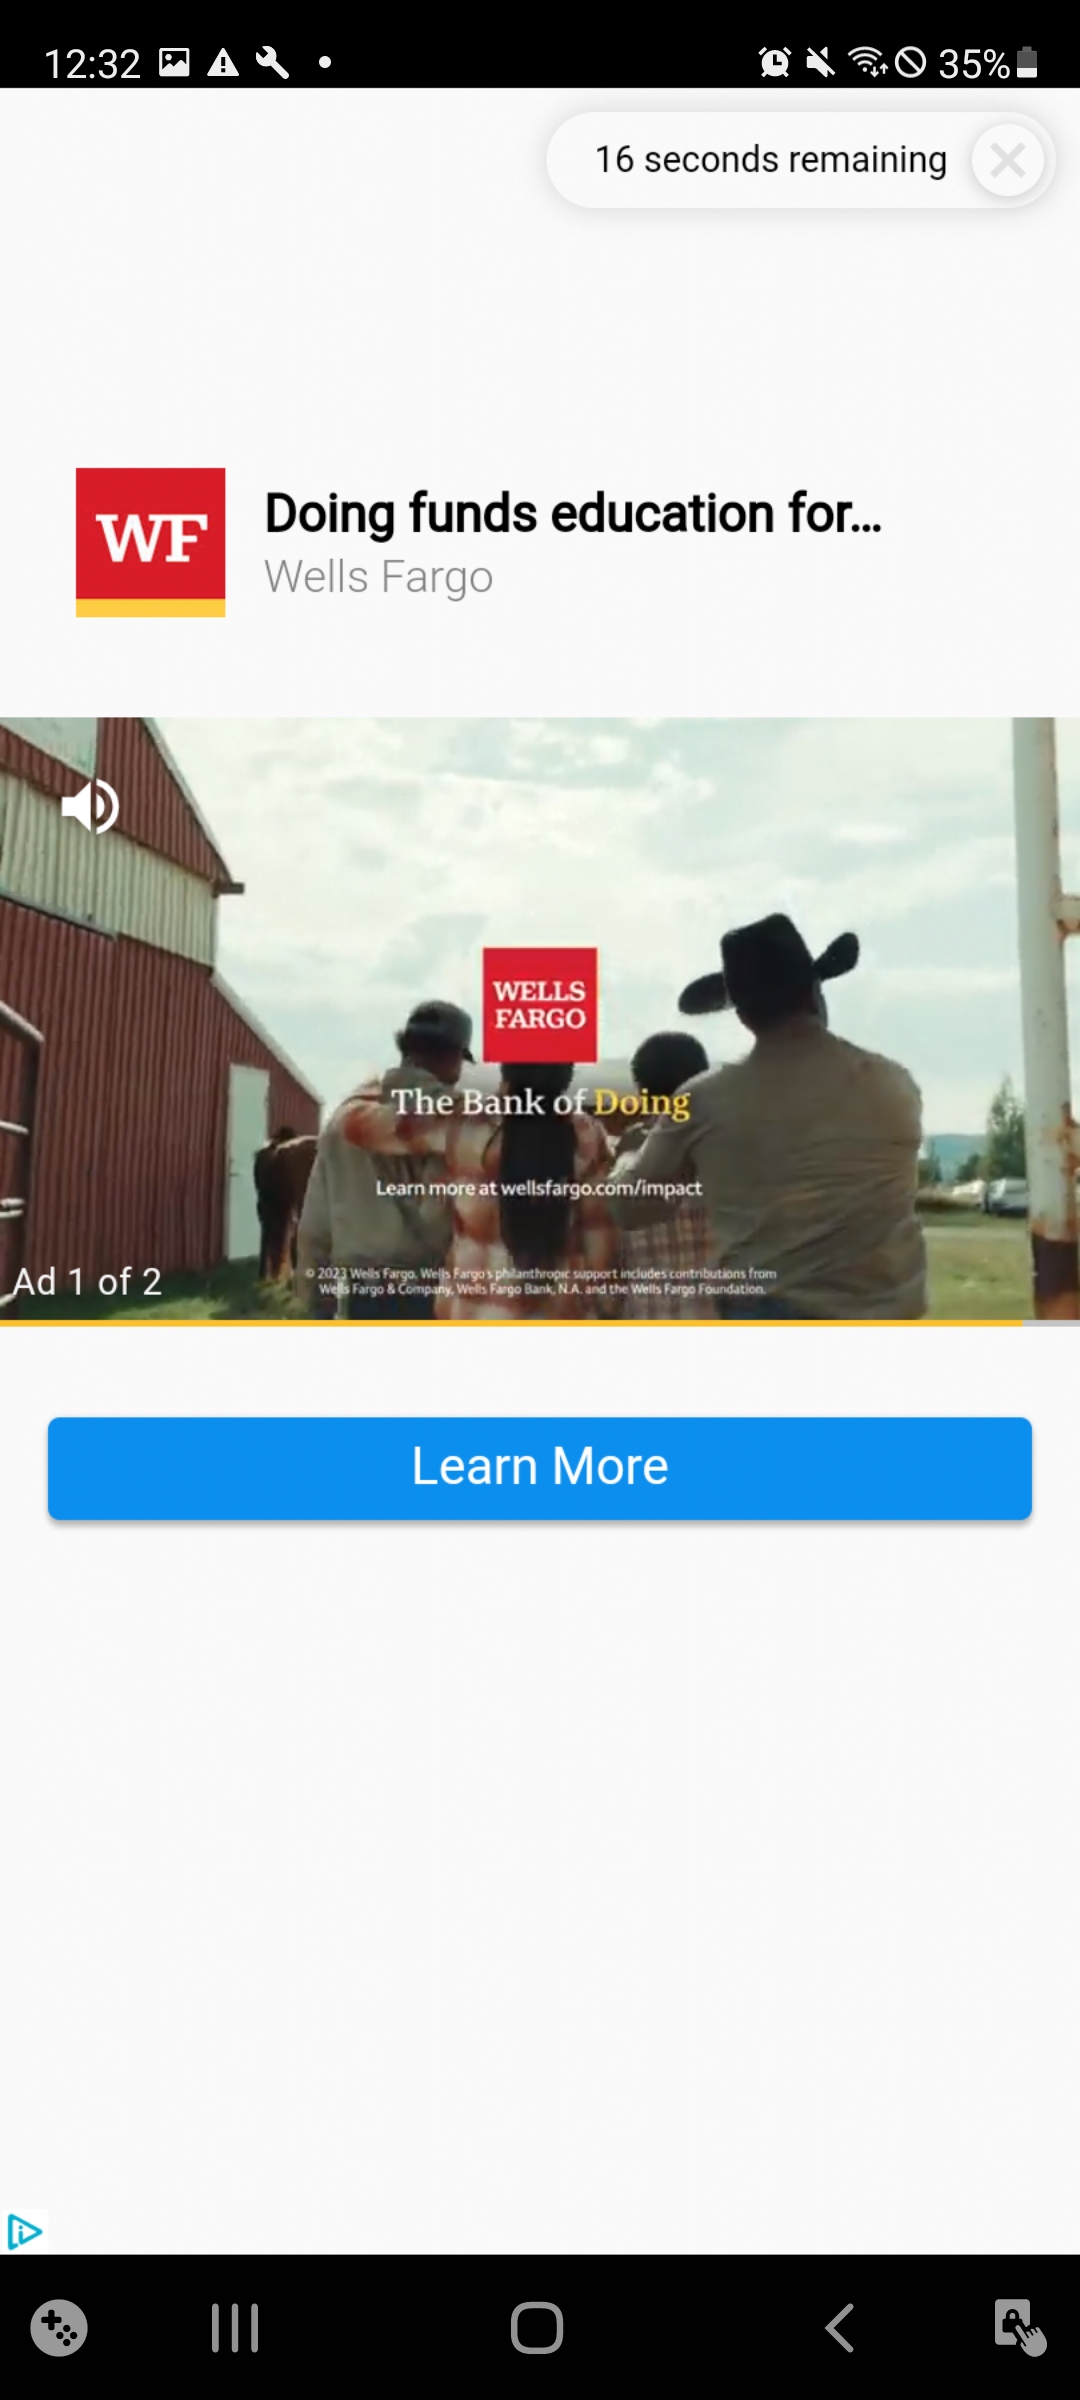 12:32
35%
16 seconds remaining
WF
Doing funds education for...
Wells Fargo
WELLS
FARGO
The Bank of Doing
Learn more at wellsfargo.com/impact
© 2023 Wells Fargo. Wells Fargo's philanthropic support includes contributions from
Wells Fargo & Company, Wells Fargo Bank, N.A. and the Wells Fargo Foundation.
Ad 1 of 2
Learn More